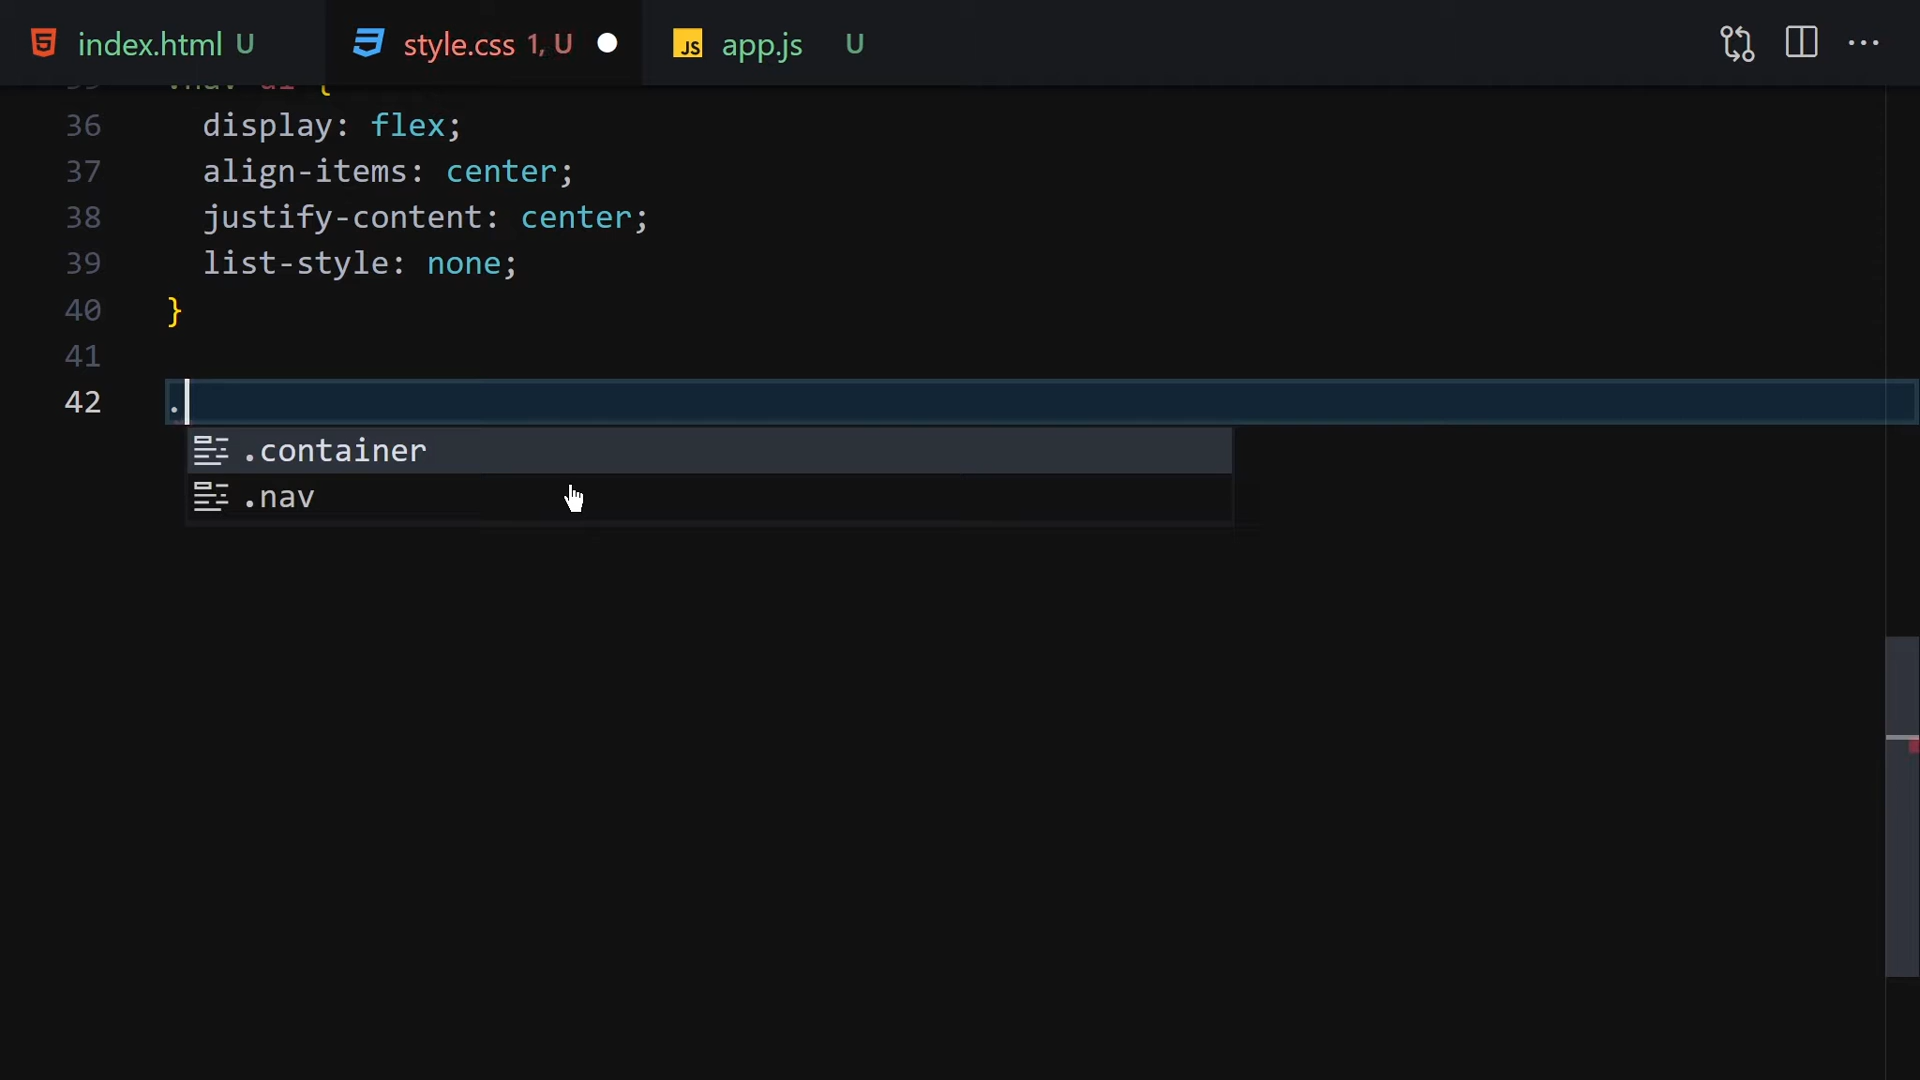 index.html U style.css 1, U JS app.js U
36 display: flex;
37 align-items: center;
38 justify-content: center;
39 list-style: none;
40 }
41
42 .
.container
.nav